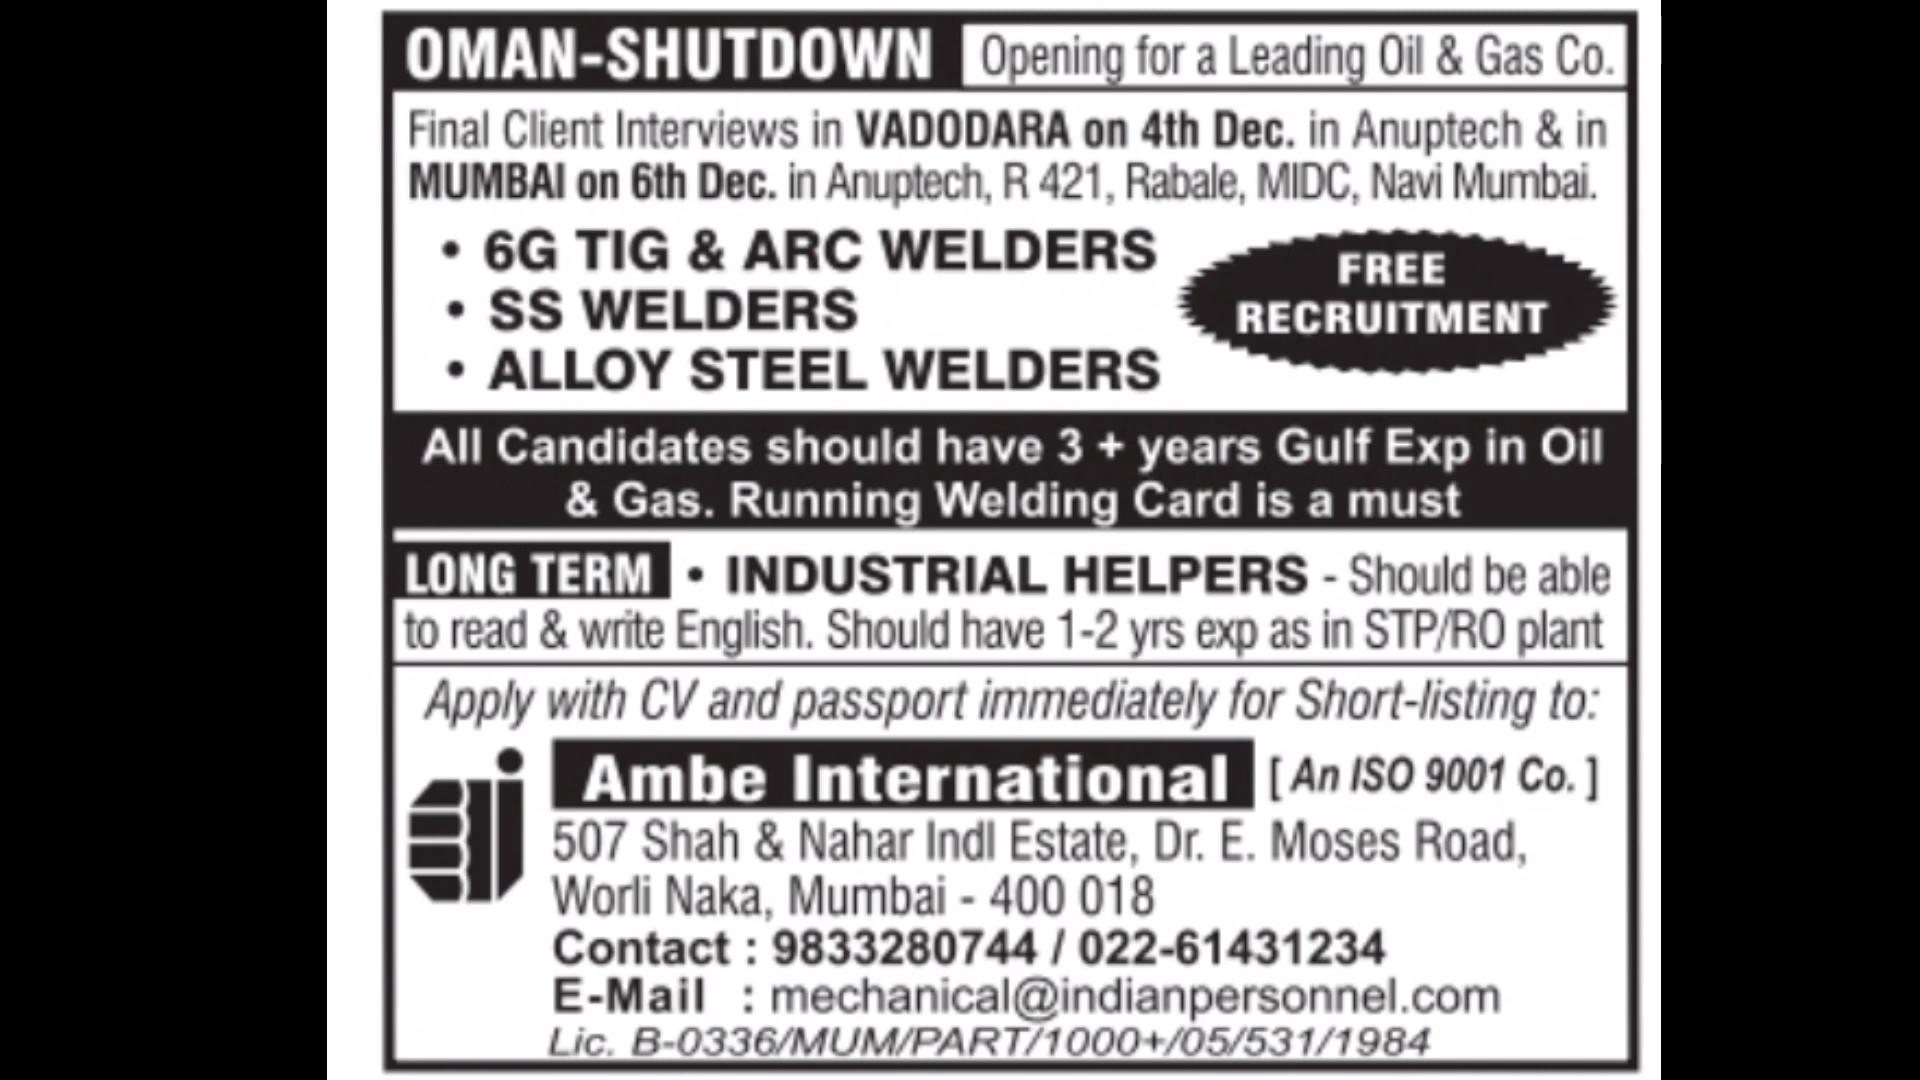 OMAN-SHUTDOWN Opening for a Leading Oil & Gas Co.
Final Client Interviews in VADODARA on 4th Dec. in Anuptech & in
MUMBAI on 6th Dec. in Anuptech, R 421, Rabale, MIDC, Navi Mumbai.
• 6G TIG & ARC WELDERS
• SS WELDERS
• ALLOY STEEL WELDERS
FREE
RECRUITMENT
All Candidates should have 3 + years Gulf Exp in Oil
& Gas. Running Welding Card is a must
LONG TERM • INDUSTRIAL HELPERS - Should be able
to read & write English. Should have 1-2 yrs exp as in STP/RO plant
Apply with CV and passport immediately for Short-listing to:
Ambe International [ An ISO 9001 Co. ]
507 Shah & Nahar Indl Estate, Dr. E. Moses Road,
Worli Naka, Mumbai - 400 018
Contact : 9833280744 / 022-61431234
E-Mail : mechanical@indianpersonnel.com
Lic. B-0336/MUM/PART/1000+/05/531/1984